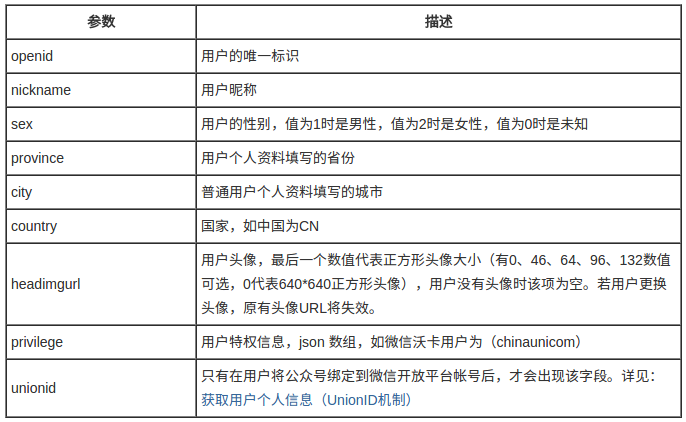 参数 描述
openid 用户的唯一标识
nickname 用户昵称
sex 用户的性别，值为1时是男性，值为2时是女性，值为0时是未知
province 用户个人资料填写的省份
city 普通用户个人资料填写的城市
country 国家，如中国为CN
headimgurl 用户头像，最后一个数值代表正方形头像大小（有0、46、64、96、132数值
可选，0代表640*640正方形头像），用户没有头像时该项为空。若用户更换
头像，原有头像URL将失效。
privilege 用户特权信息，json 数组，如微信沃卡用户为（chinaunicom）
unionid 只有在用户将公众号绑定到微信开放平台帐号后，才会出现该字段。详见：
获取用户个人信息（UnionID机制）